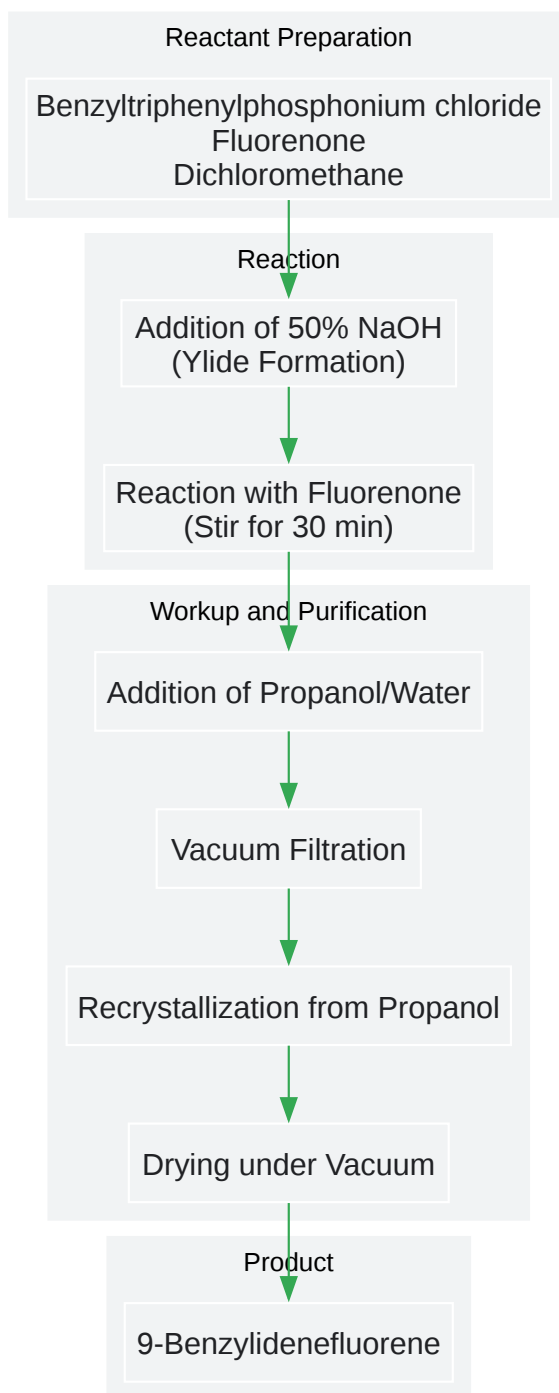 Reactant Preparation
Benzyltriphenylphosphonium chloride
Fluorenone
Dichloromethane
Reaction
Addition of 50% NaOH
(Ylide Formation)
Reaction with Fluorenone
(Stir for 30 min)
Workup and Purification
Addition of Propanol/Water
Vacuum Filtration
Recrystallization from Propanol
Drying under Vacuum
Product
9-Benzylidenefluorene